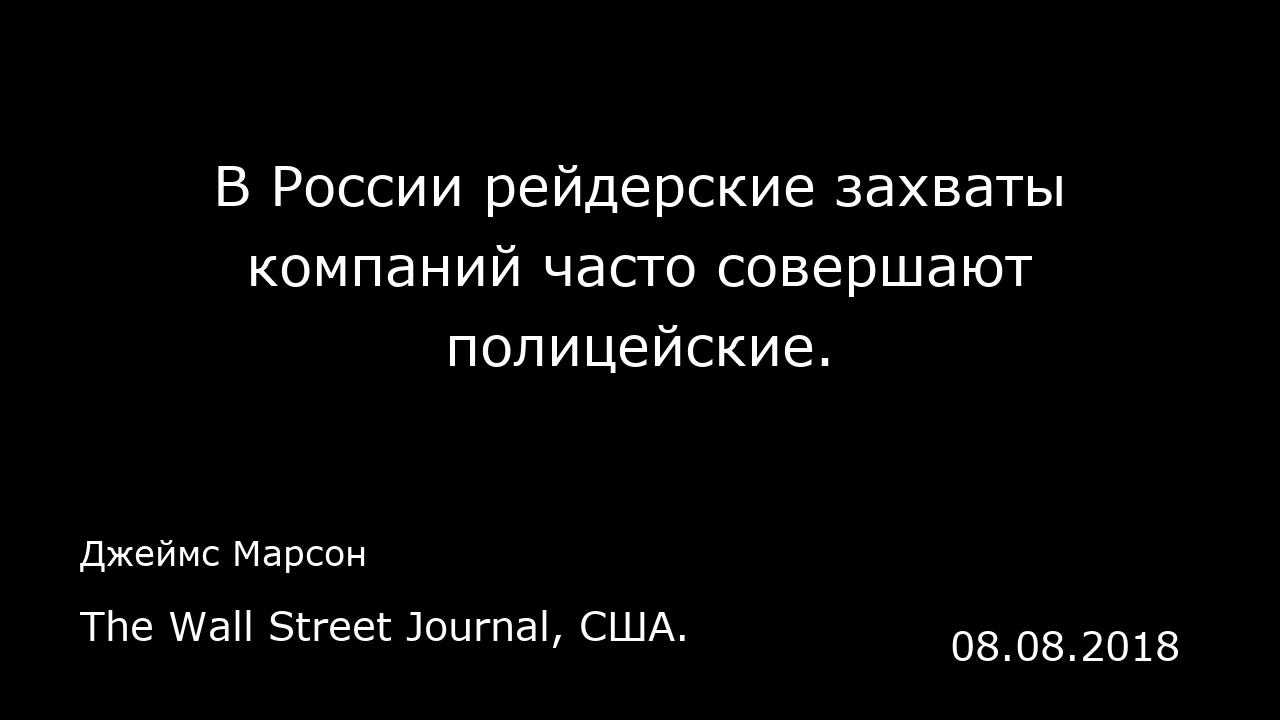 В России рейдерские захваты
компаний часто совершают
полицейские.
Джеймс Марсон
The Wall Street Journal, США.
08.08.2018